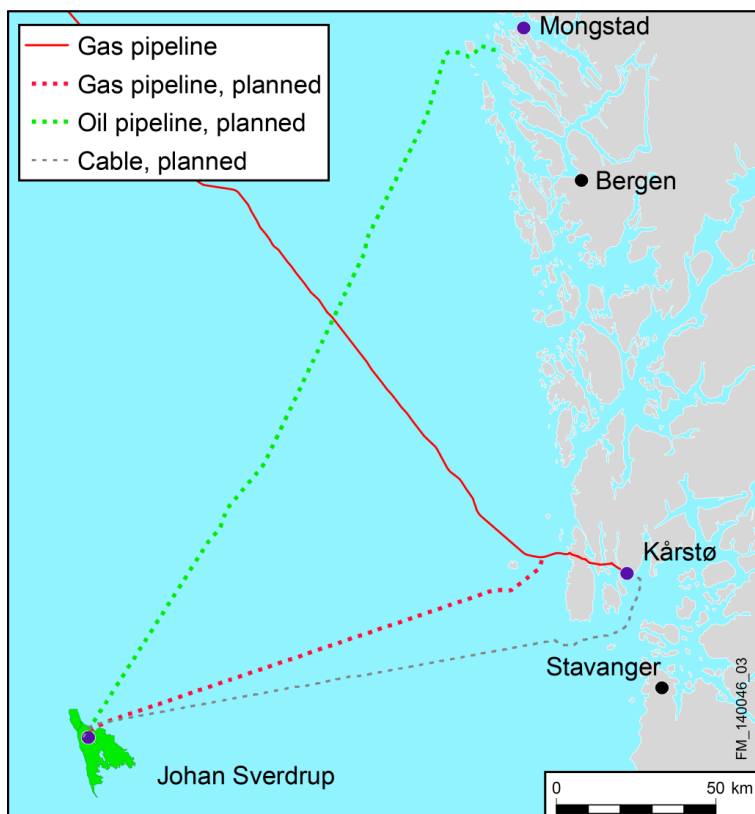 Gas pipeline
Gas pipeline, planned
Oil pipeline, planned
Cable, planned
Mongstad
Bergen
Kårstø
Stavanger
Johan Sverdrup
FM_140046_03
0 50 km